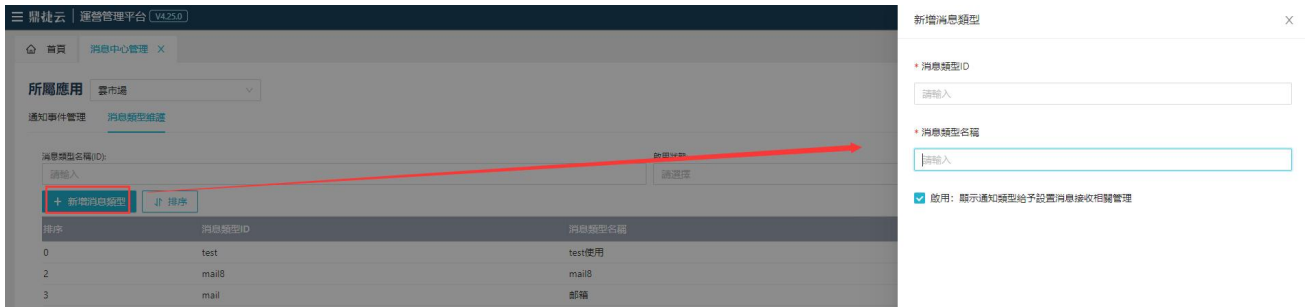 鼎捷云 運營管理平台 V4.25.0
首頁 消息中心管理 X
所屬應用 雲市場
通知事件管理 消息類型維護
消息類型名稱(ID): 啟用狀態
請輸入 請選擇
+ 新增消息類型 排序
排序 消息類型ID 消息類型名稱
0 test test使用
2 mail8 mail8
3 mail 郵箱
新增消息類型 X
* 消息類型ID
請輸入
* 消息類型名稱
請輸入
啟用：顯示通知類型給予設置消息接收相關管理